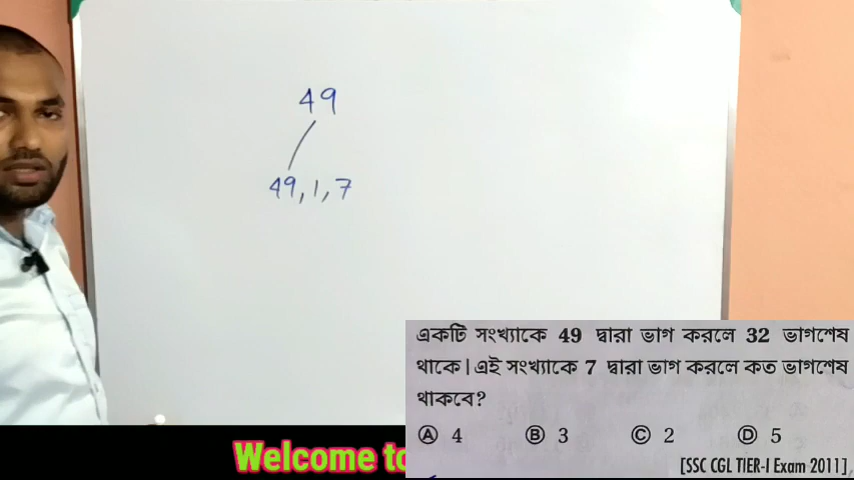 49
49, 1, 7
একটি সংখ্যাকে 49 দ্বারা ভাগ করলে 32 ভাগশেষ
থাকে। এই সংখ্যাকে 7 দ্বারা ভাগ করলে কত ভাগশেষ
থাকবে?
Ⓐ 4 Ⓑ 3 Ⓒ 2 Ⓓ 5
[SSC CGL TIER-I Exam 2011]
Welcome to